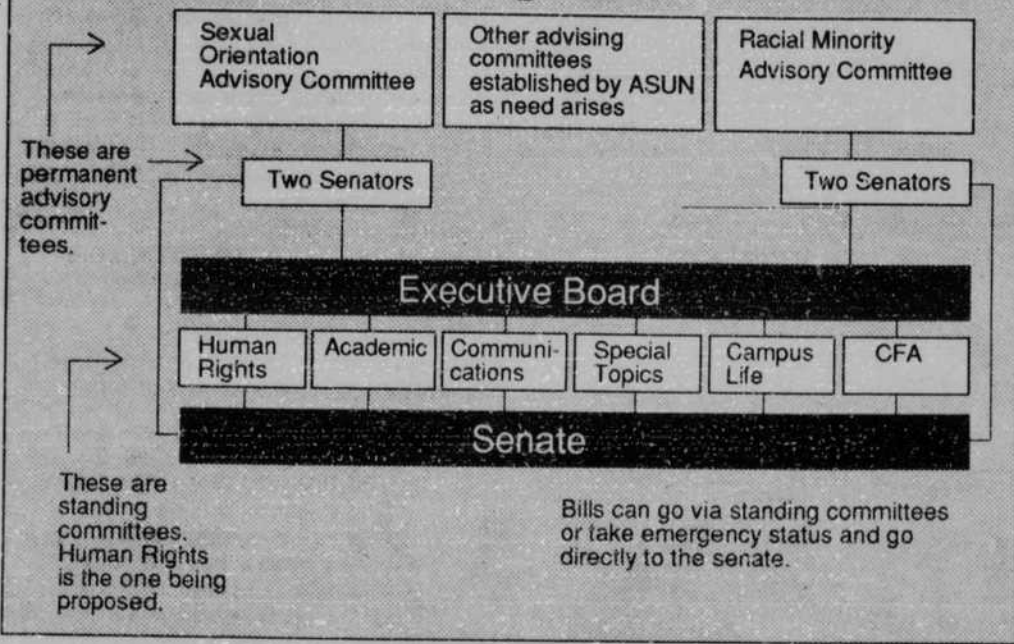 Sexual
Orientation
Advisory Committee
Other advising
committees
established by ASUN
as need arises
Racial Minority
Advisory Committee
These are
permanent
advisory
commit-
tees.
Two Senators
Two Senators
Executive Board
Human
Rights
Academic
Communi-
cations
Special
Topics
Campus
Life
CFA
Senate
These are
standing
committees.
Human Rights
is the one being
proposed.
Bills can go via standing committees
or take emergency status and go
directly to the senate.